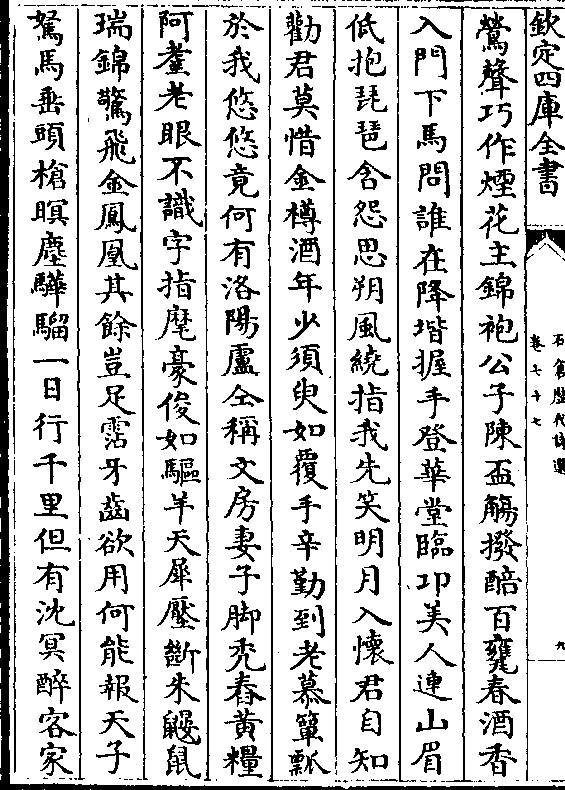 欽定四庫全書
石倉歷代詩選
卷七十七
九
鶯聲巧作煙花主錦袍公子陳盃觴撥醅百甕春酒香
入門下馬問誰在降堦握手登華堂臨卭美人連山眉
低抱琵琶含怨思朔風繞指我先笑明月入懷君自知
勸君莫惜金樽酒年少須臾如覆手辛勤到老慕簞瓢
於我悠悠竟何有洛陽盧仝稱文房妻子脚禿舂黄糧
阿䓖老眼不識字指麾豪俊如驅羊天犀壓斷朱鼹鼠
瑞錦驚飛金鳳凰其餘豈足霑牙齒欲用何能報天子
駑馬垂頭槍暝塵驊騮一日行千里但有沈冥醉客家